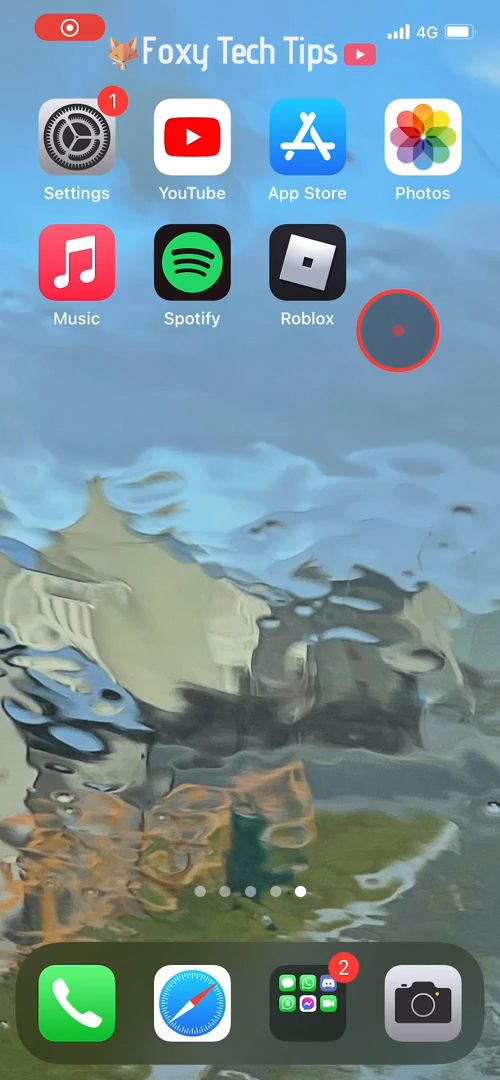 4G
Foxy Tech Tips
1
Settings
YouTube
App Store
Photos
Music
Spotify
Roblox
2